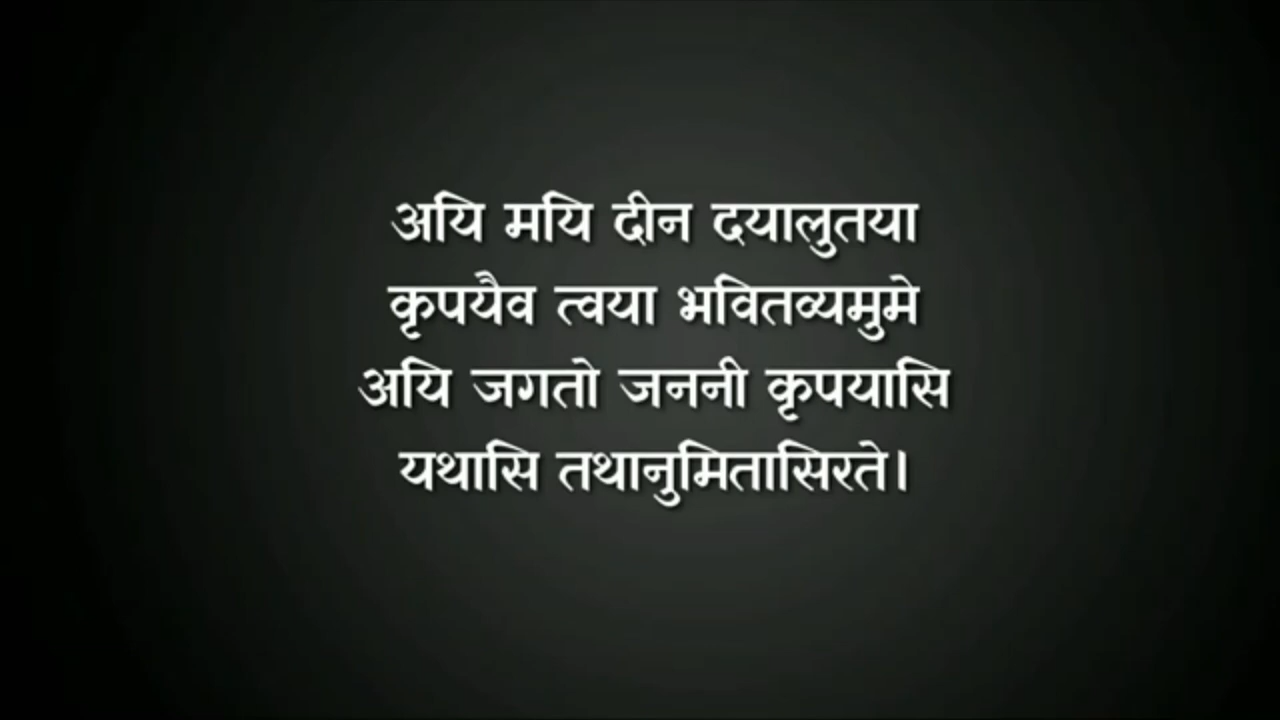 अयि मयि दीन दयालुतया
कृपयैव त्वया भवितव्यमुमे
अयि जगतो जननी कृपयासि
यथासि तथानुमितासिरते।